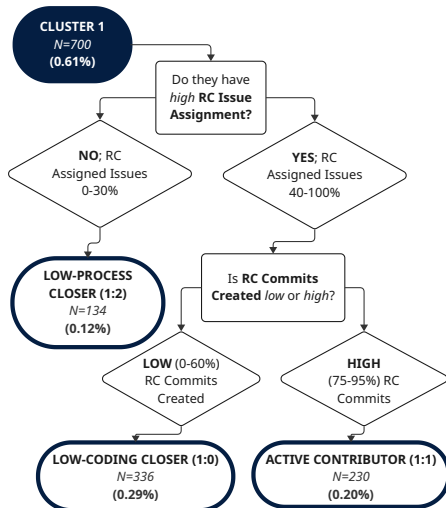 CLUSTER 1
N=700
(0.61%)
Do they have
high RC Issue
Assignment?
NO; RC
Assigned Issues
0-30%
YES; RC
Assigned Issues
40-100%
LOW-PROCESS
CLOSER (1:2)
N=134
(0.12%)
Is RC Commits
Created low or high?
LOW (0-60%)
RC Commits
Created
HIGH
(75-95%) RC
Commits
LOW-CODING CLOSER (1:0)
N=336
(0.29%)
ACTIVE CONTRIBUTOR (1:1)
N=230
(0.20%)